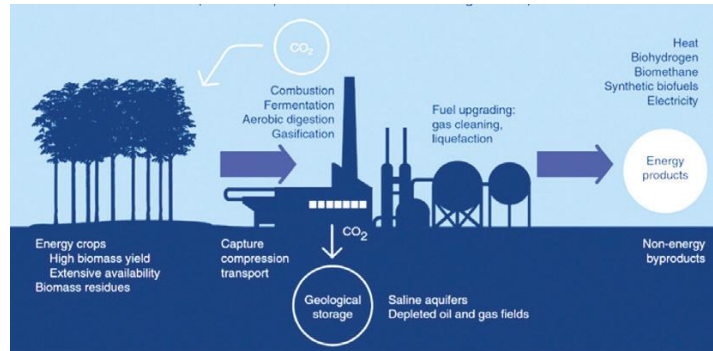 CO2
Combustion
Fermentation
Aerobic digestion
Gasification
Fuel upgrading:
gas cleaning,
liquefaction
Heat
Biohydrogen
Biomethane
Synthetic biofuels
Electricity
Energy
products
Energy crops
High biomass yield
Extensive availability
Biomass residues
Capture
compression
transport
CO2
Geological
storage
Saline aquifers
Depleted oil and gas fields
Non-energy
byproducts